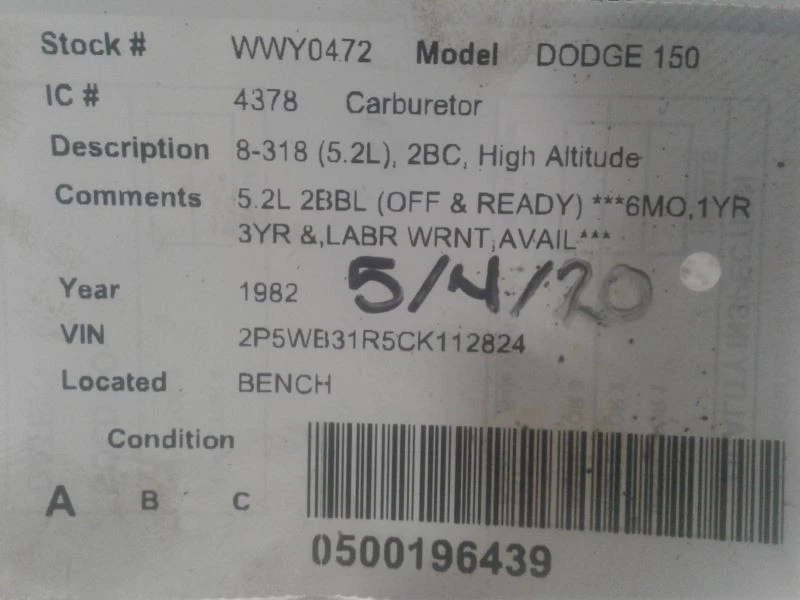 Stock # WWY0472 Model DODGE 150
IC # 4378 Carburetor
Description 8-318 (5.2L), 2BC, High Altitude
Comments 5.2L 2BBL (OFF & READY) ***6MO,1YR
3YR &,LABR WRNT,AVAIL***
Year 1982 5/4/20
VIN 2P5WB31R5CK112824
Located BENCH
Condition
A B C
0500196439